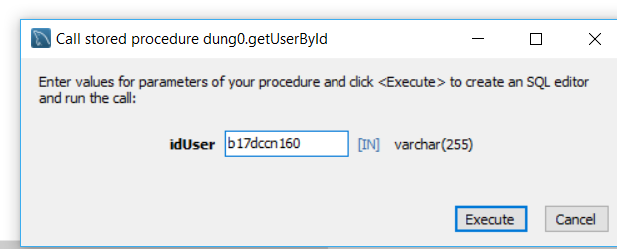 Call stored procedure dung0.getUserById
Enter values for parameters of your procedure and click <Execute> to create an SQL editor
and run the call:
idUser b17dccn160 [IN] varchar(255)
Execute Cancel